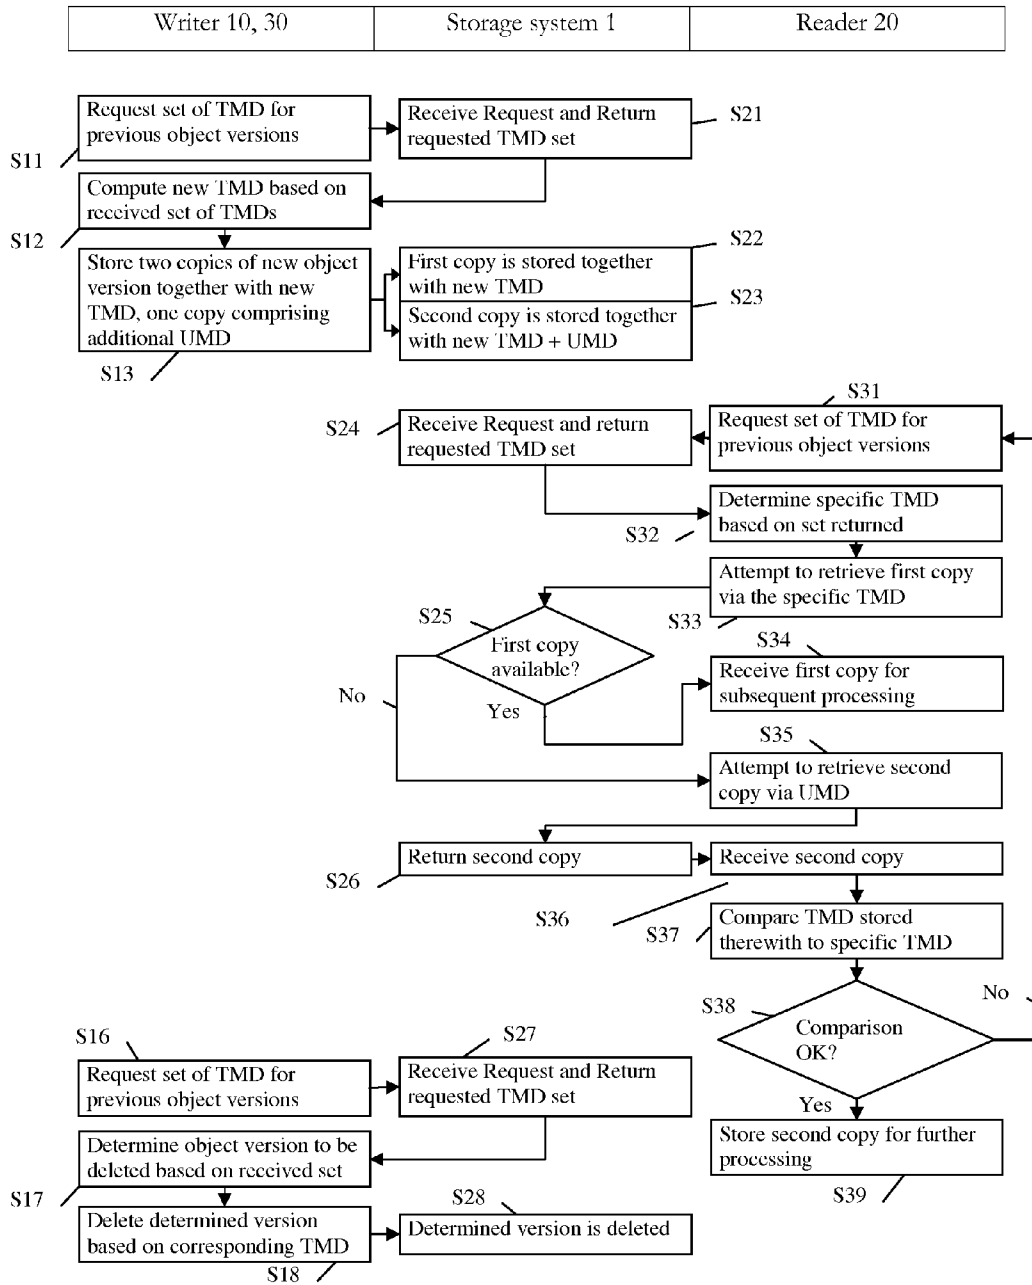 Writer 10, 30
Storage system 1
Reader 20
Request set of TMD for
previous object versions
S11
Receive Request and Return
requested TMD set
S21
Compute new TMD based on
received set of TMDs
S12
Store two copies of new object
version together with new
TMD, one copy comprising
additional UMD
S13
First copy is stored together
with new TMD
S22
Second copy is stored together
with new TMD + UMD
S23
S31
Request set of TMD for
previous object versions
S24
Receive Request and return
requested TMD set
Determine specific TMD
based on set returned
S32
Attempt to retrieve first copy
via the specific TMD
S33
S25
First copy
available?
No
Yes
S34
Receive first copy for
subsequent processing
S35
Attempt to retrieve second
copy via UMD
Return second copy
S26
Receive second copy
S36
S37
Compare TMD stored
therewith to specific TMD
S38
Comparison
OK?
No
Yes
Store second copy for further
processing
S39
S16
Request set of TMD for
previous object versions
S27
Receive Request and Return
requested TMD set
Determine object version to be
deleted based on received set
S17
Delete determined version
based on corresponding TMD
S18
S28
Determined version is deleted